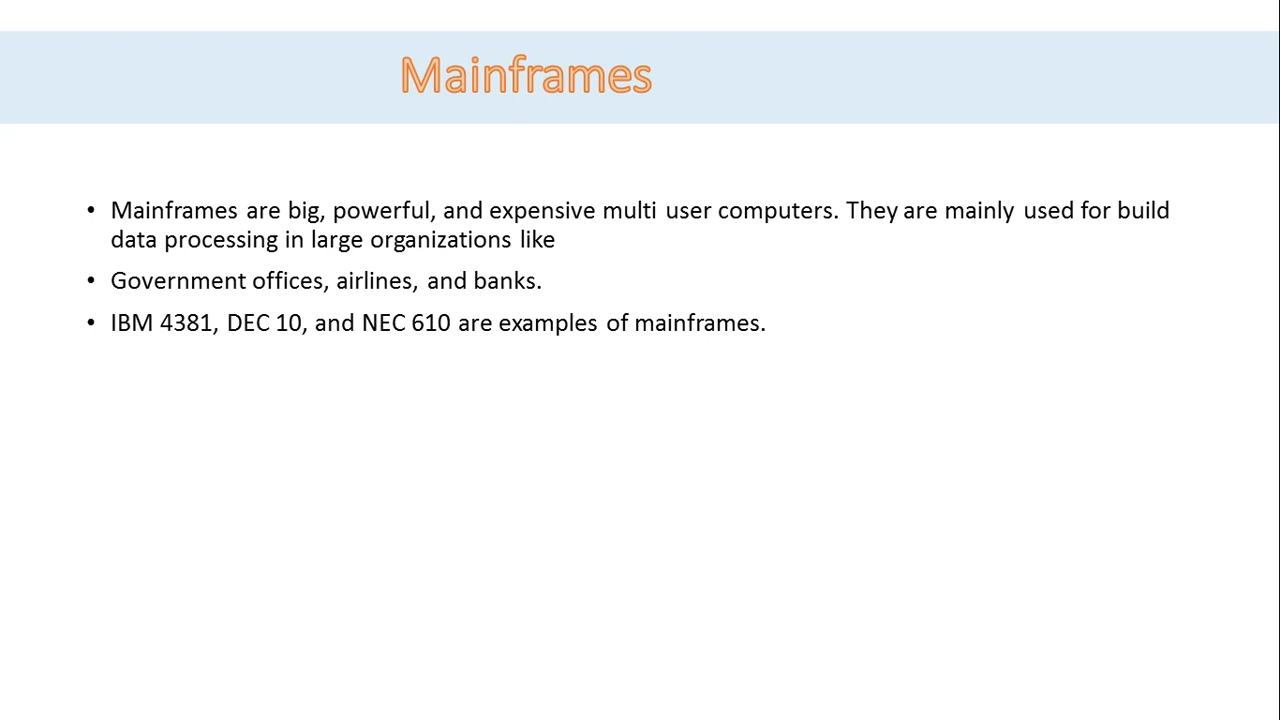 Mainframes
• Mainframes are big, powerful, and expensive multi user computers. They are mainly used for build
data processing in large organizations like
• Government offices, airlines, and banks.
• IBM 4381, DEC 10, and NEC 610 are examples of mainframes.